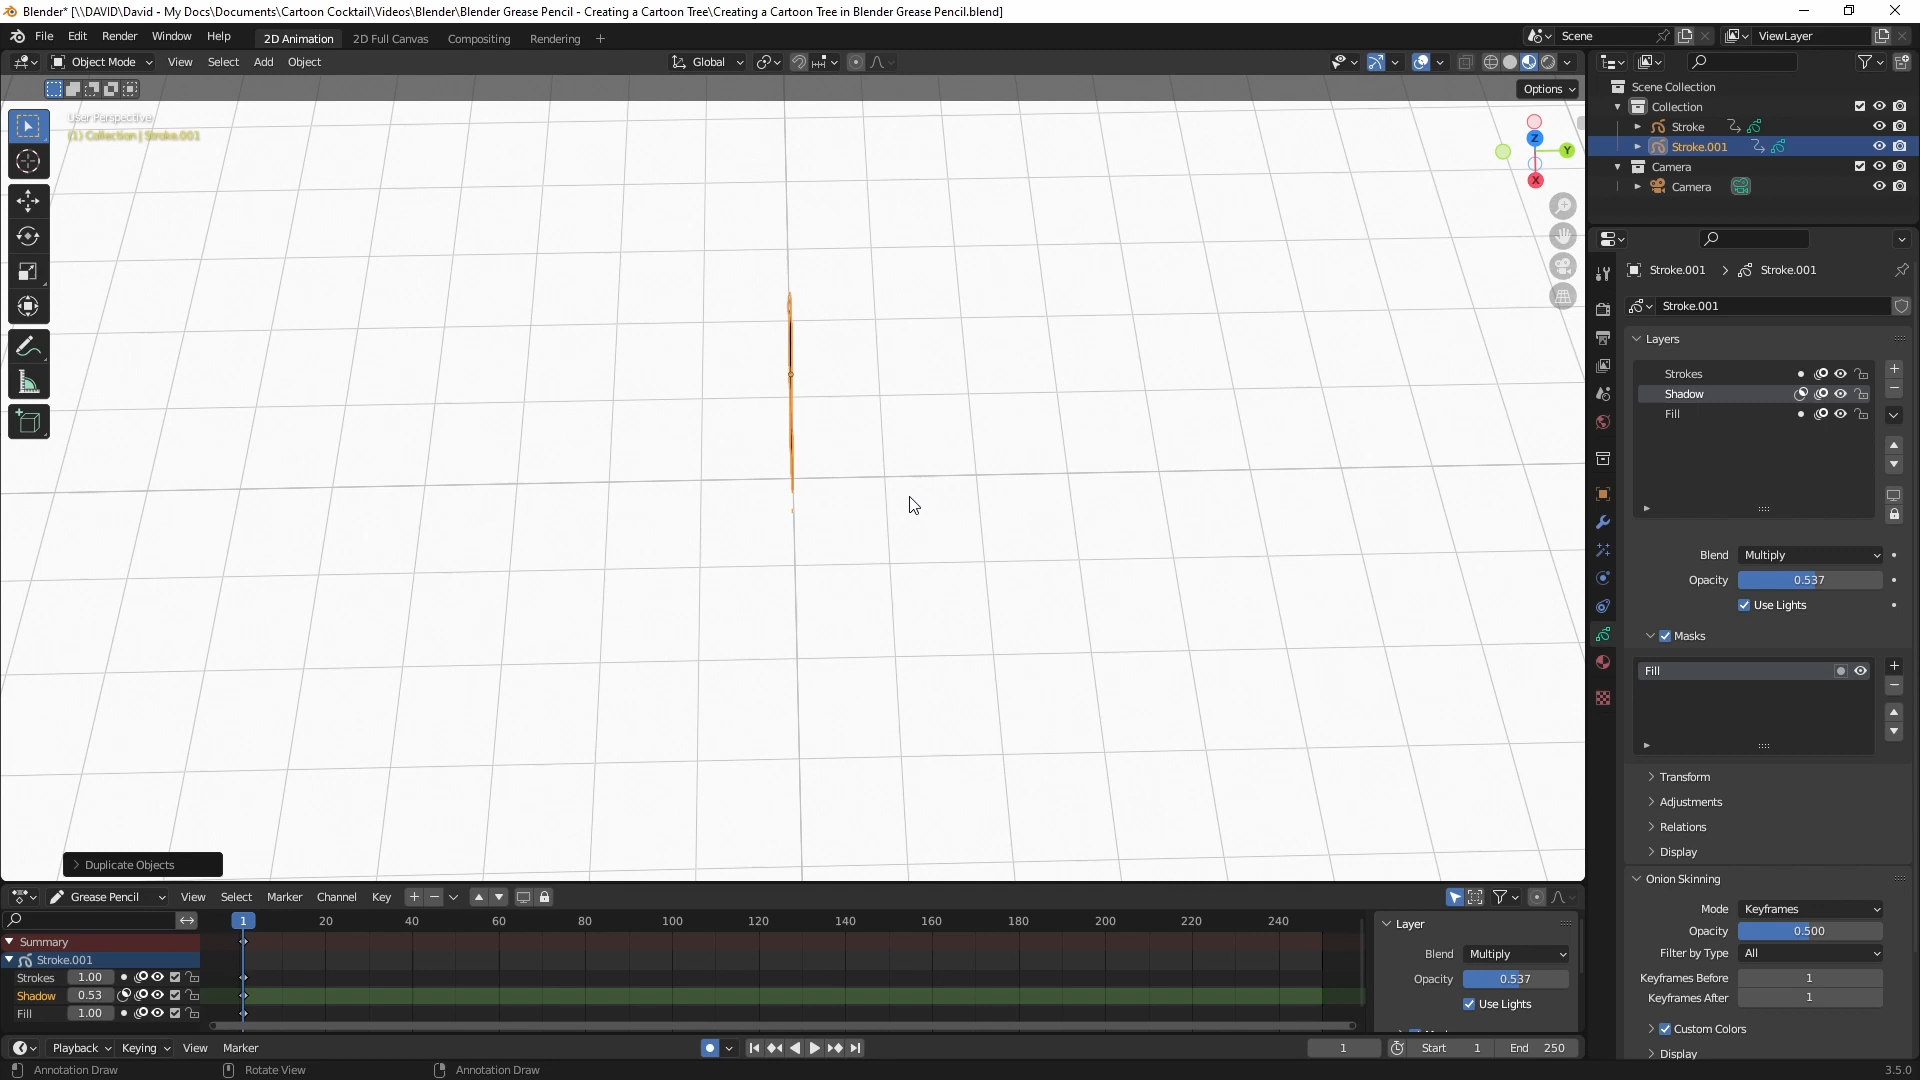 Blender* [\\DAVID\David - My Docs\Documents\Cartoon Cocktail\Videos\Blender\Blender Grease Pencil - Creating a Cartoon Tree\Creating a Cartoon Tree in Blender Grease Pencil.blend]
File Edit Render Window Help 2D Animation 2D Full Canvas Compositing Rendering + Scene ViewLayer
Object Mode View Select Add Object Global
Options
User Perspective
(1) Collection | Stroke.001
Z
Y
X
Scene Collection
Collection
Stroke
Stroke.001
Camera
Camera
Stroke.001 > Stroke.001
Stroke.001
Layers
Strokes
Shadow
Fill
Blend Multiply
Opacity 0.537
Use Lights
Masks
Fill
Transform
Adjustments
Relations
Display
Onion Skinning
Mode Keyframes
Opacity 0.500
Filter by Type All
Keyframes Before 1
Keyframes After 1
Custom Colors
Display
Duplicate Objects
Grease Pencil View Select Marker Channel Key
1 20 40 60 80 100 120 140 160 180 200 220 240
Summary
Stroke.001
Strokes 1.00
Shadow 0.53
Fill 1.00
Layer
Blend Multiply
Opacity 0.537
Use Lights
Playback Keying View Marker 1 Start 1 End 250
Annotation Draw Rotate View Annotation Draw 3.5.0